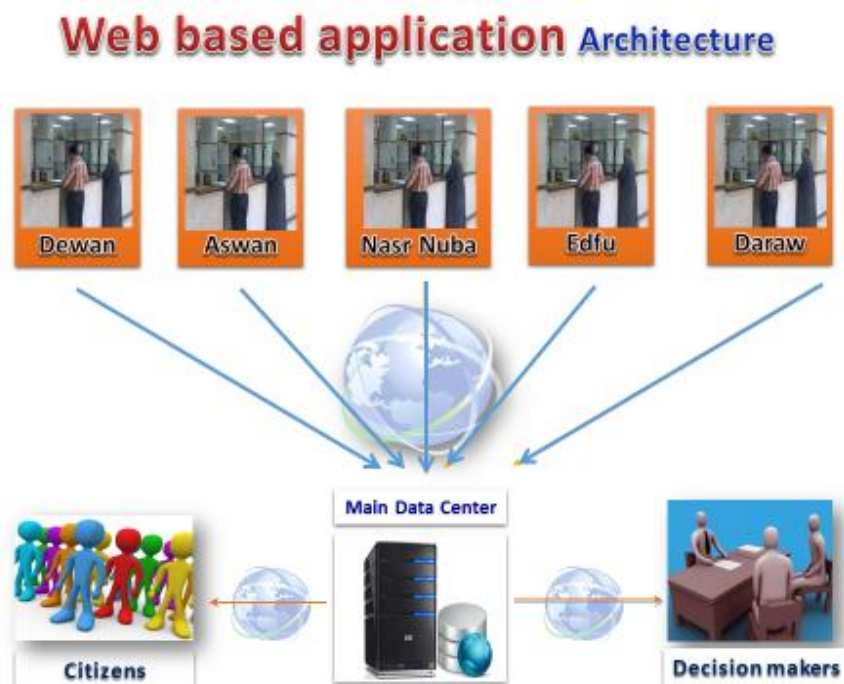 Web based application Architecture
Dewan
Aswan
Nasr Nuba
Edfu
Daraw
Main Data Center
Citizens
Decision makers